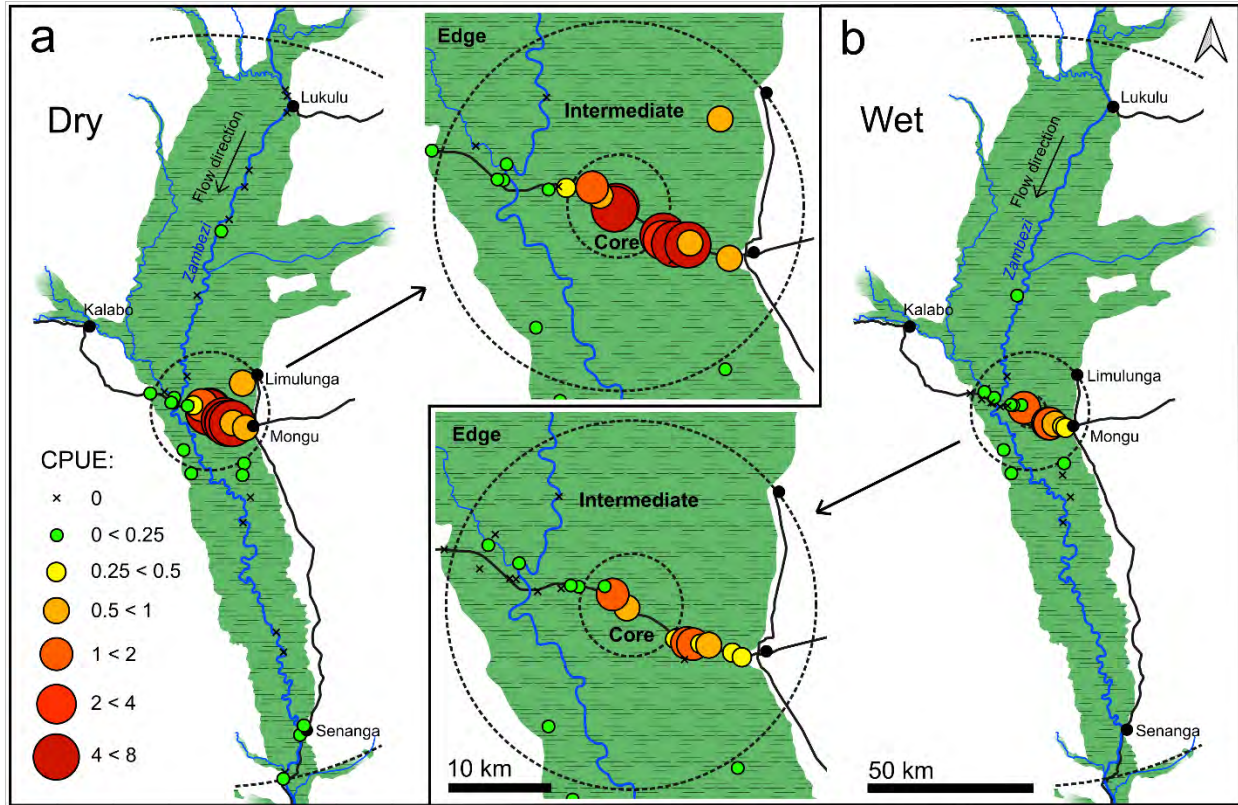 a
Dry
Lukulu
Flow direction
Zambezi
Kalabo
Limulunga
Mongu
Senanga
CPUE:
0
0 < 0.25
0.25 < 0.5
0.5 < 1
1 < 2
2 < 4
4 < 8
Edge
Intermediate
Core
Edge
Intermediate
Core
10 km
b
Wet
Lukulu
Flow direction
Zambezi
Kalabo
Limulunga
Mongu
Senanga
50 km